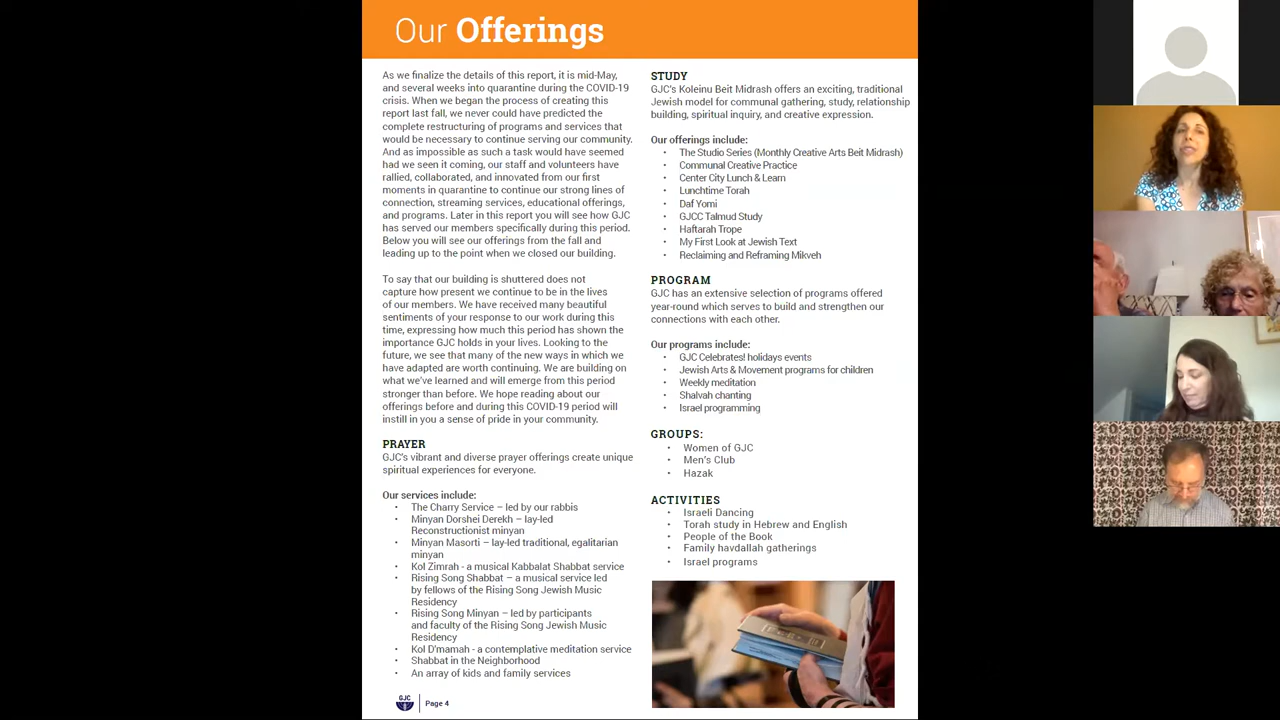 Our Offerings
As we finalize the details of this report, it is mid-May,
and several weeks into quarantine during the COVID-19
crisis. When we began the process of creating this
report last fall, we never could have predicted the
complete restructuring of programs and services that
would be necessary to continue serving our community.
And as impossible as such a task would have seemed
had we seen it coming, our staff and volunteers have
rallied, collaborated, and innovated from our first
moments in quarantine to continue our strong lines of
connection, streaming services, educational offerings,
and programs. Later in this report you will see how GJC
has served our members specifically during this period.
Below you will see our offerings from the fall and
leading up to the point when we closed our building.
To say that our building is shuttered does not
capture how present we continue to be in the lives
of our members. We have received many beautiful
sentiments of your response to our work during this
time, expressing how much this period has shown the
importance GJC holds in your lives. Looking to the
future, we see that many of the new ways in which we
have adapted are worth continuing. We are building on
what we've learned and will emerge from this period
stronger than before. We hope reading about our
offerings before and during this COVID-19 period will
instill in you a sense of pride in your community.
PRAYER
GJC's vibrant and diverse prayer offerings create unique
spiritual experiences for everyone.
Our services include:
• The Charry Service – led by our rabbis
• Minyan Dorshei Derekh – lay-led
Reconstructionist minyan
• Minyan Masorti – lay-led traditional, egalitarian
minyan
• Kol Zimrah - a musical Kabbalat Shabbat service
• Rising Song Shabbat – a musical service led
by fellows of the Rising Song Jewish Music
Residency
• Rising Song Minyan – led by participants
and faculty of the Rising Song Jewish Music
Residency
• Kol D'mamah - a contemplative meditation service
• Shabbat in the Neighborhood
• An array of kids and family services
GJC
Page 4
STUDY
GJC's Koleinu Beit Midrash offers an exciting, traditional
Jewish model for communal gathering, study, relationship
building, spiritual inquiry, and creative expression.
Our offerings include:
• The Studio Series (Monthly Creative Arts Beit Midrash)
• Communal Creative Practice
• Center City Lunch & Learn
• Lunchtime Torah
• Daf Yomi
• GJCC Talmud Study
• Haftarah Trope
• My First Look at Jewish Text
• Reclaiming and Reframing Mikveh
PROGRAM
GJC has an extensive selection of programs offered
year-round which serves to build and strengthen our
connections with each other.
Our programs include:
• GJC Celebrates! holidays events
• Jewish Arts & Movement programs for children
• Weekly meditation
• Shalvah chanting
• Israel programming
GROUPS:
• Women of GJC
• Men's Club
• Hazak
ACTIVITIES
• Israeli Dancing
• Torah study in Hebrew and English
• People of the Book
• Family havdallah gatherings
• Israel programs